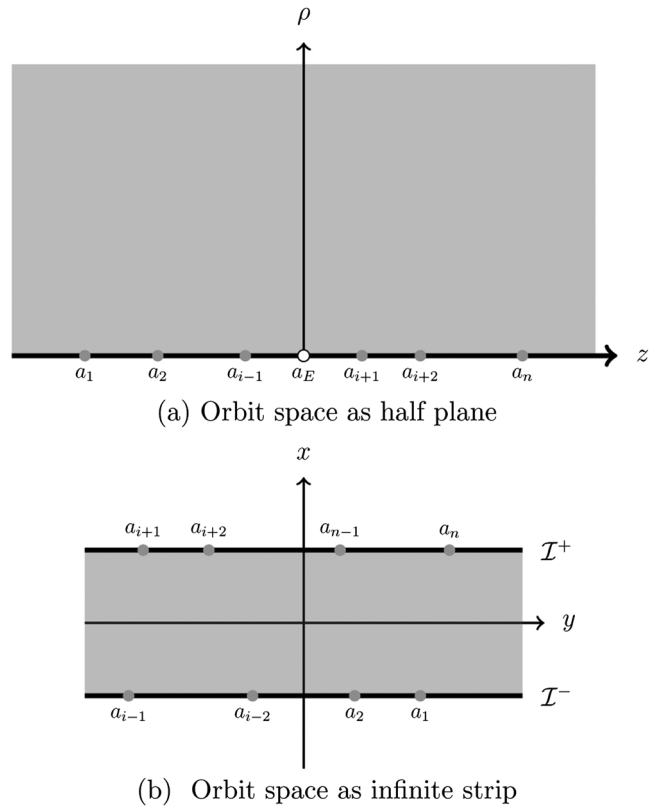 ρ
z
a₁ a₂ aᵢ₋₁ a_E aᵢ₊₁ aᵢ₊₂ aₙ
(a) Orbit space as half plane
x
aᵢ₊₁ aᵢ₊₂ aₙ₋₁ aₙ
ℐ⁺
y
ℐ⁻
aᵢ₋₁ aᵢ₋₂ a₂ a₁
(b) Orbit space as infinite strip